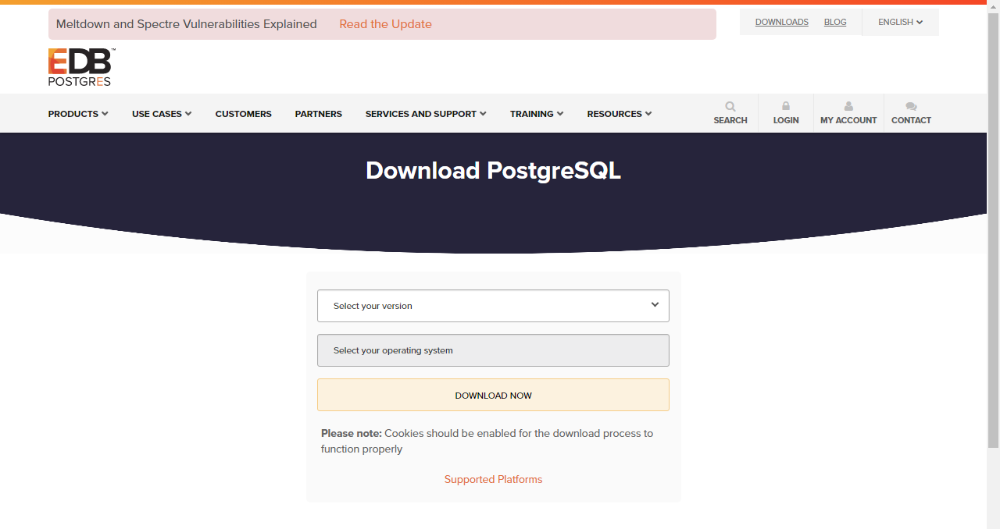 Meltdown and Spectre Vulnerabilities Explained Read the Update
DOWNLOADS BLOG ENGLISH
EDB™
POSTGRES
PRODUCTS USE CASES CUSTOMERS PARTNERS SERVICES AND SUPPORT TRAINING RESOURCES SEARCH LOGIN MY ACCOUNT CONTACT
Download PostgreSQL
Select your version
Select your operating system
DOWNLOAD NOW
Please note: Cookies should be enabled for the download process to
function properly
Supported Platforms